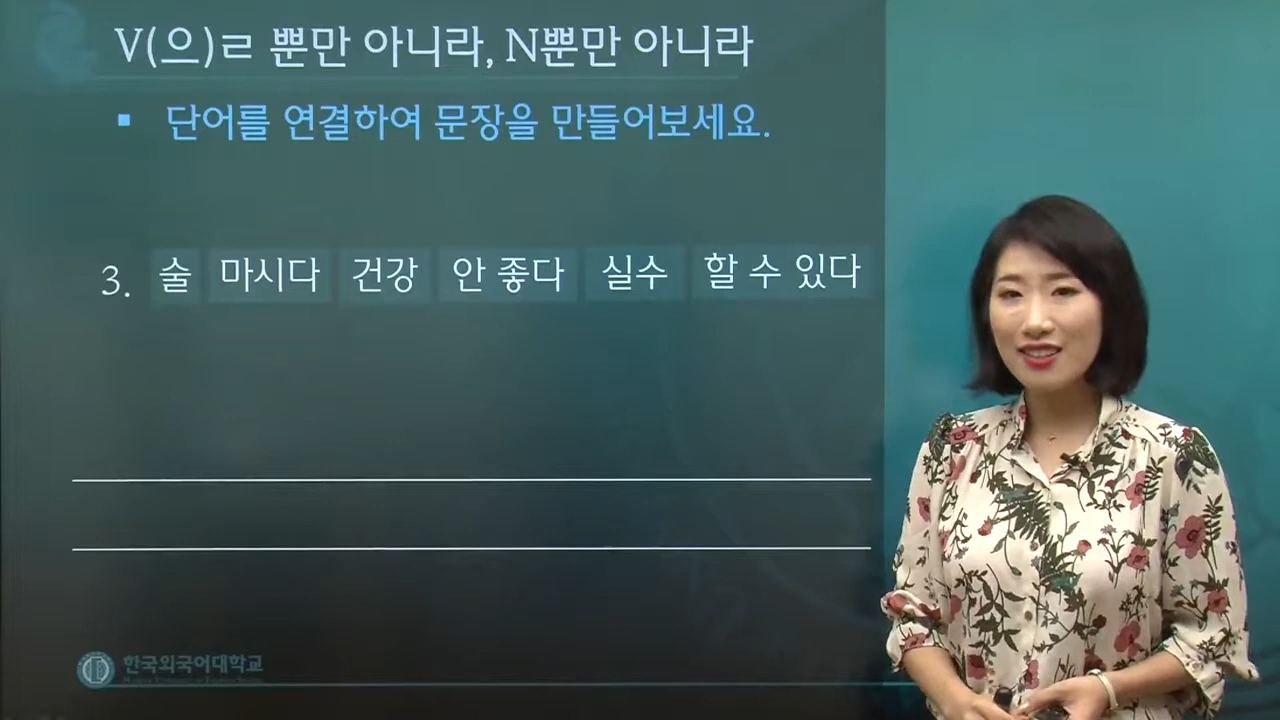 V(으)ㄹ 뿐만 아니라, N뿐만 아니라
▪ 단어를 연결하여 문장을 만들어보세요.
3. 술 마시다 건강 안 좋다 실수 할 수 있다
한국외국어대학교